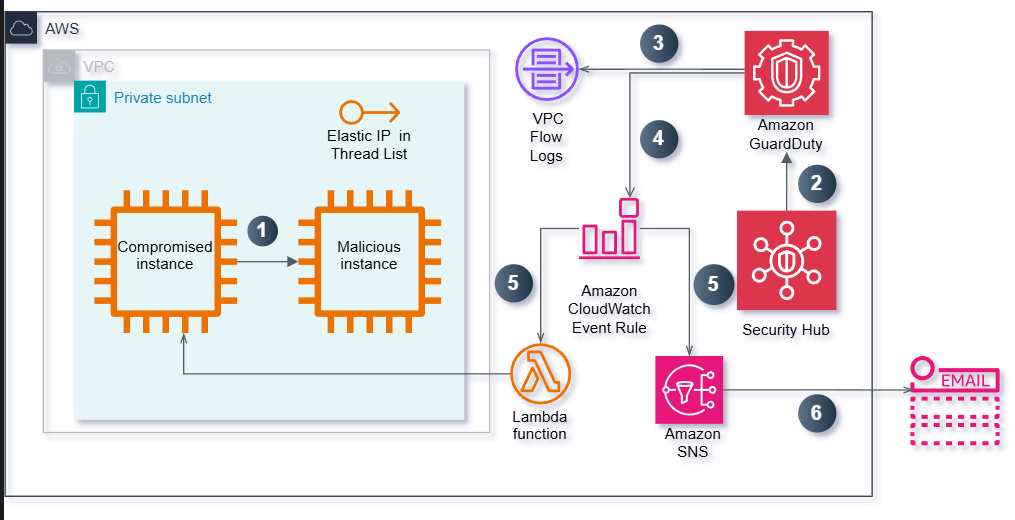 AWS
VPC
Private subnet
Elastic IP in
Thread List
Compromised
instance
1
Malicious
instance
VPC
Flow
Logs
3
Amazon
GuardDuty
4
2
5
Amazon
CloudWatch
Event Rule
5
Security Hub
Lambda
function
Amazon
SNS
6
EMAIL